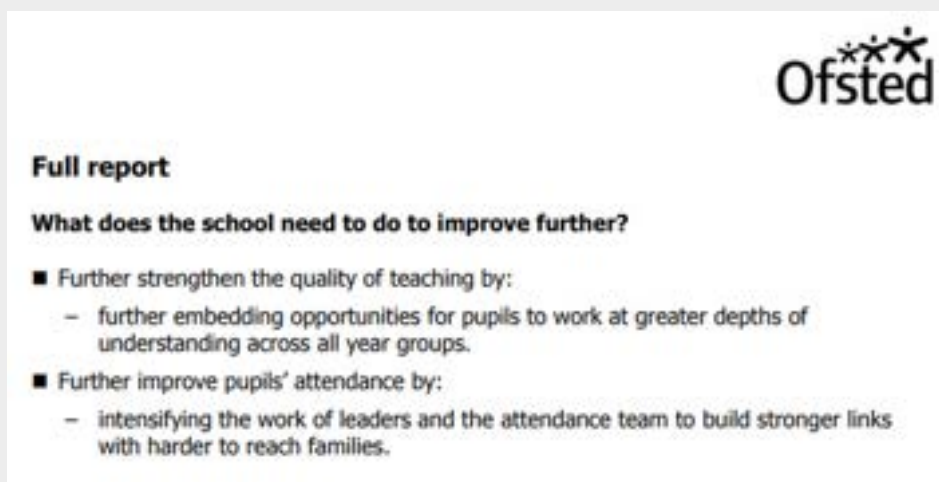 Ofsted
Full report
What does the school need to do to improve further?
■ Further strengthen the quality of teaching by:
– further embedding opportunities for pupils to work at greater depths of
understanding across all year groups.
■ Further improve pupils' attendance by:
– intensifying the work of leaders and the attendance team to build stronger links
with harder to reach families.